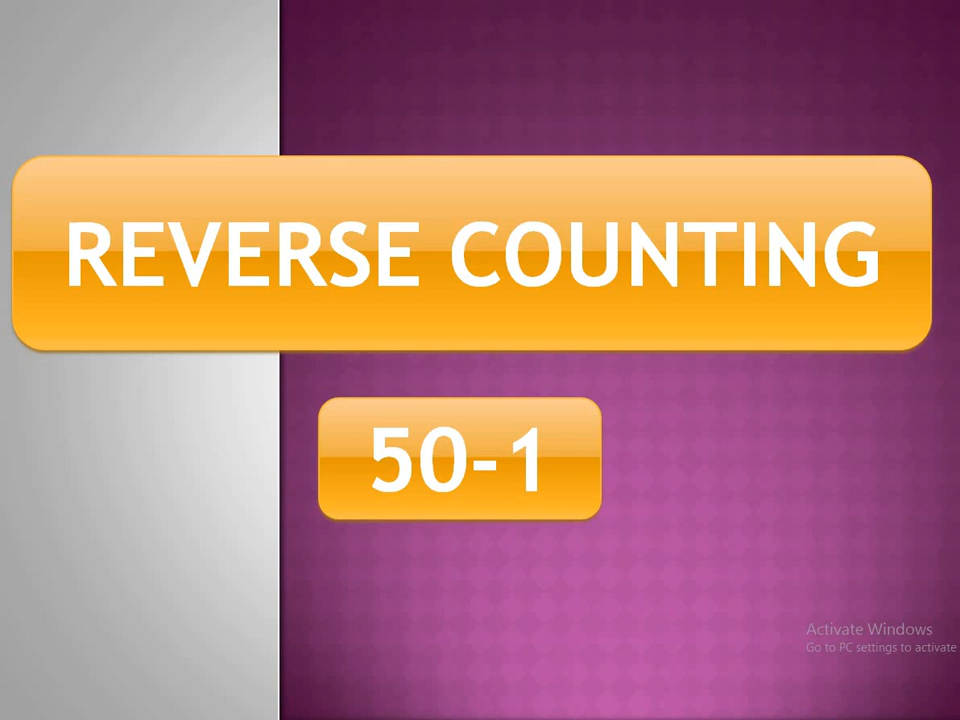 REVERSE COUNTING
50-1
Activate Windows
Go to PC settings to activate